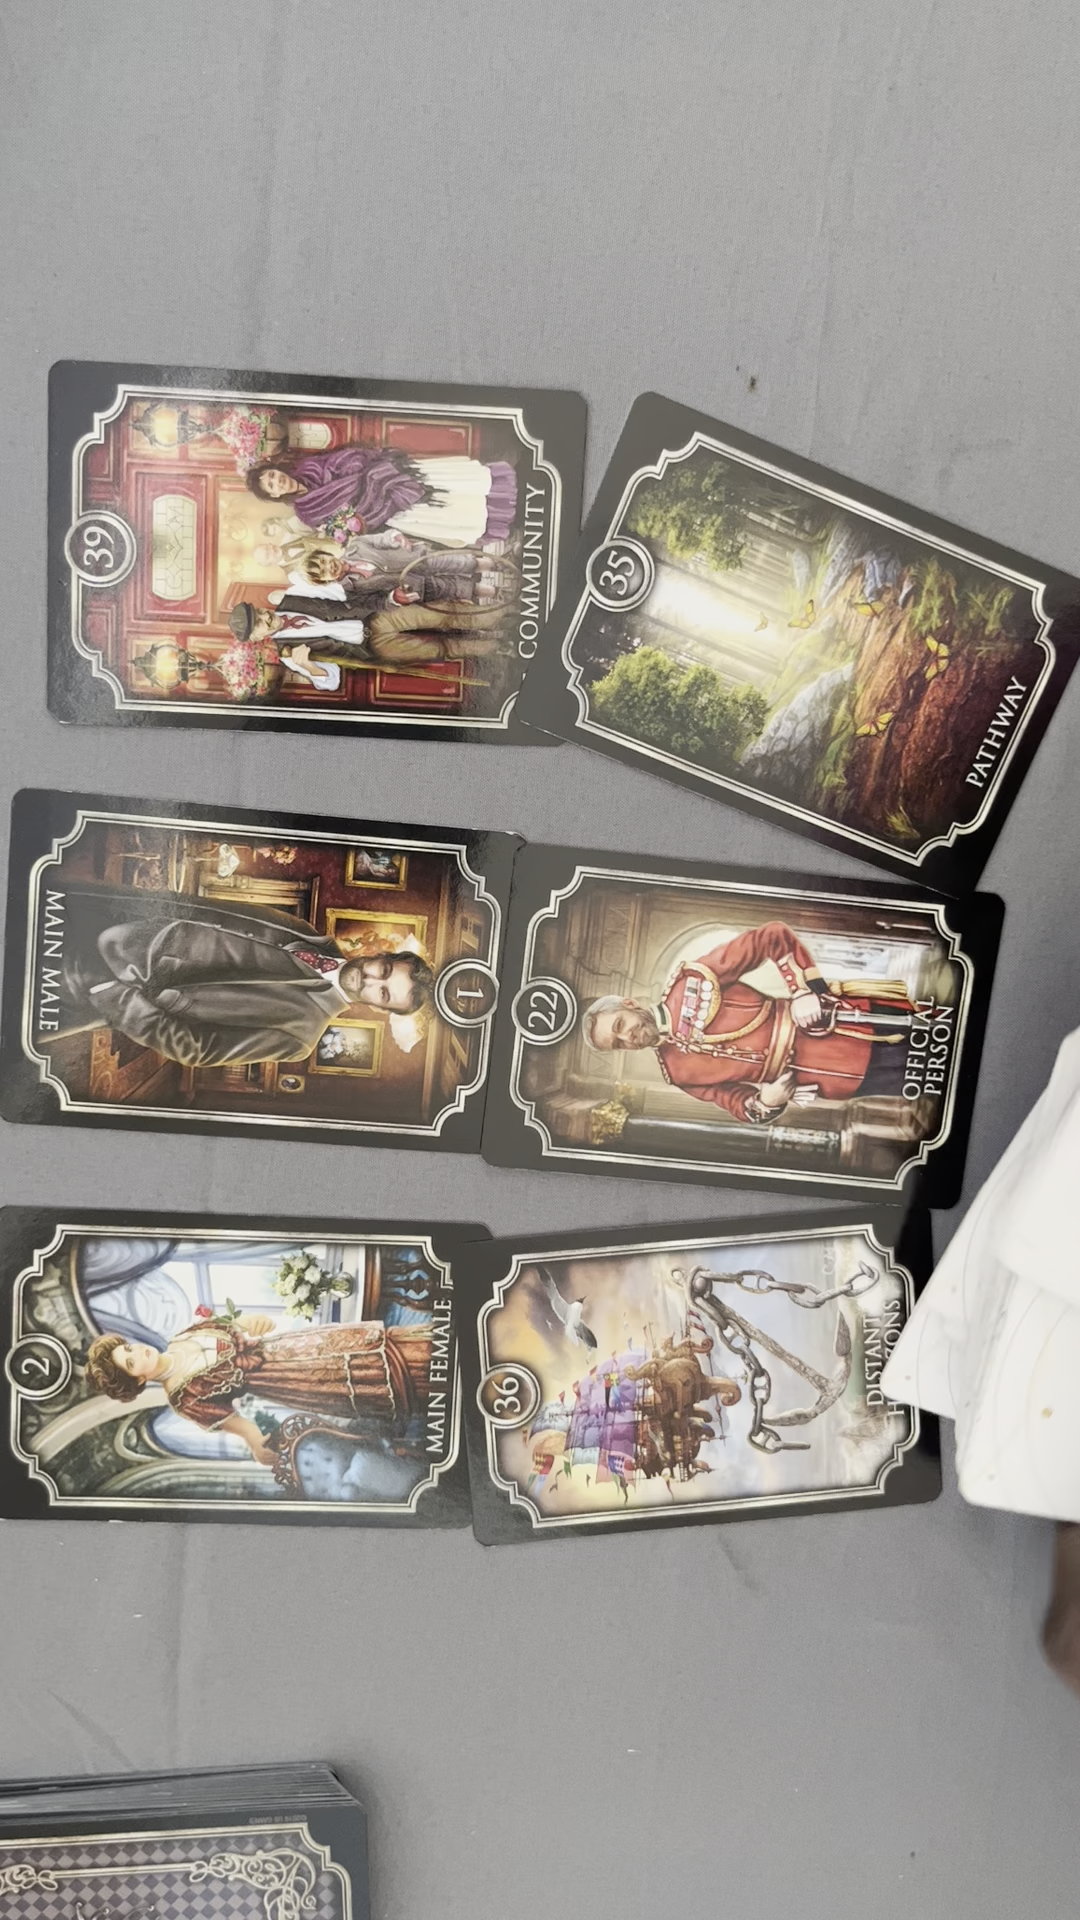 39
COMMUNITY
35
PATHWAY
1
MAIN MALE
22
OFFICIAL
PERSON
2
MAIN FEMALE
36
DISTANT